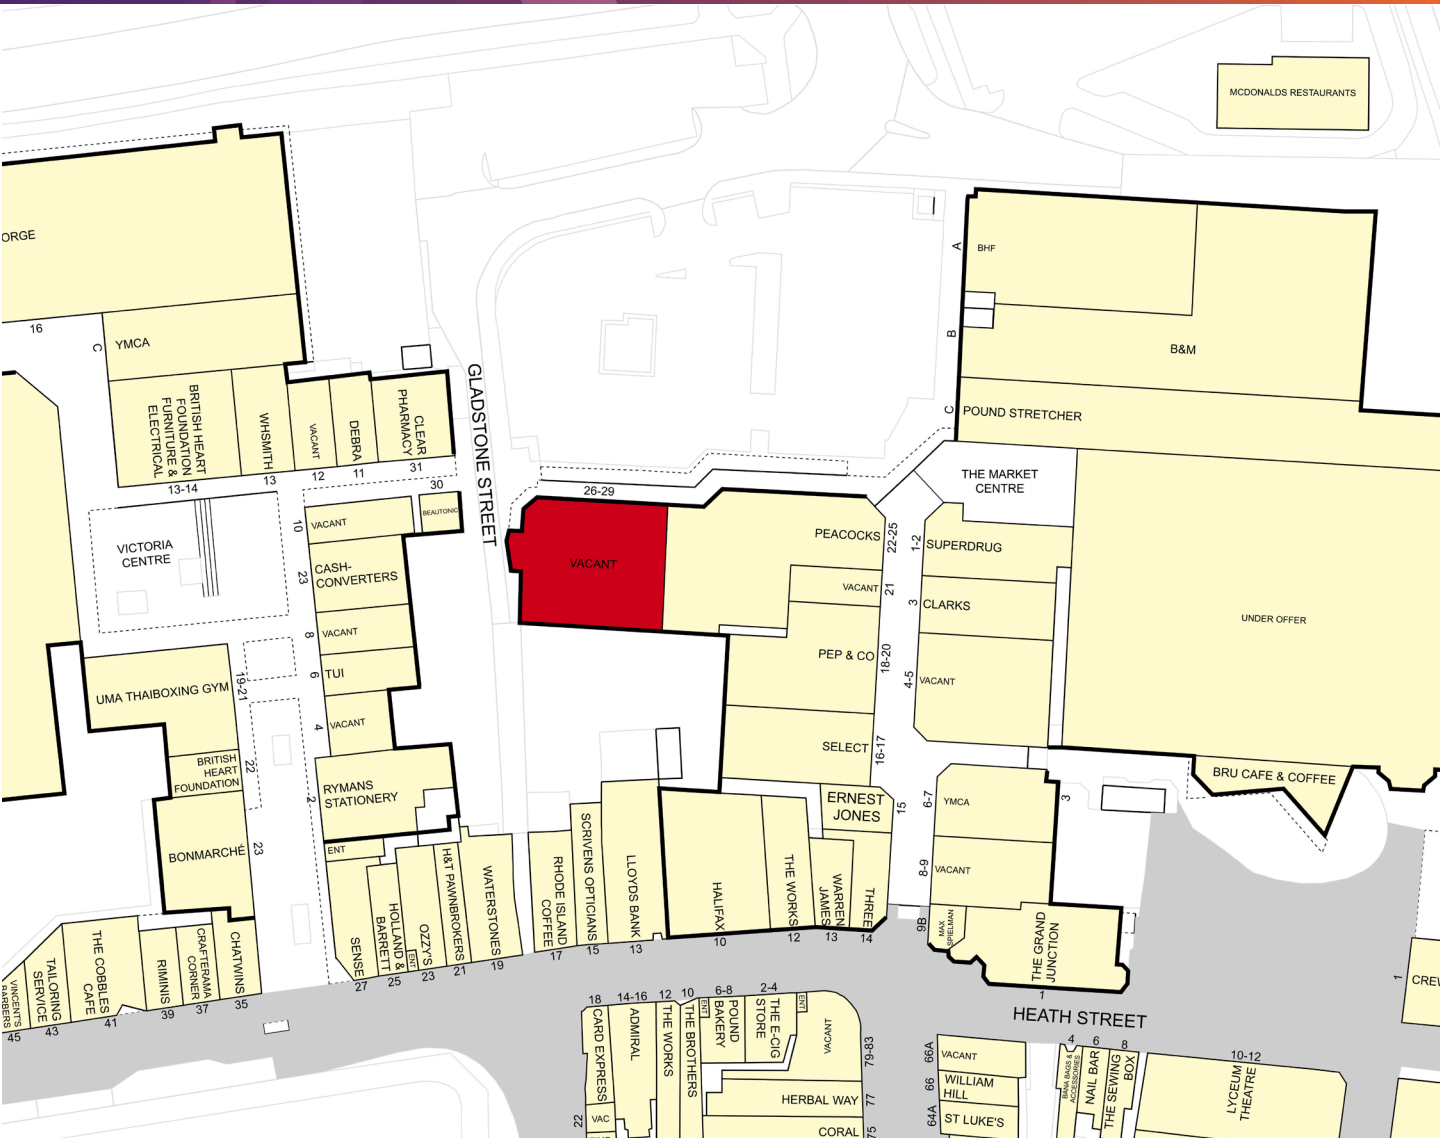 MCDONALDS RESTAURANTS
ORGE
16
C
YMCA
BRITISH HEART
FOUNDATION
FURNITURE &
ELECTRICAL
13-14
WHSMITH
13
VACANT
12
DEBRA
11
CLEAR
PHARMACY
31
30
BEAUTONIC
GLADSTONE STREET
VICTORIA
CENTRE
10
VACANT
23
CASH-
CONVERTERS
8
VACANT
6
TUI
4
VACANT
2
RYMANS
STATIONERY
UMA THAIBOXING GYM
19-21
BRITISH
HEART
FOUNDATION
22
BONMARCHÉ
23
26-29
VACANT
PEACOCKS
22-25
VACANT
21
PEP & CO
18-20
SELECT
16-17
ERNEST
JONES
15
A
BHF
B
B&M
C
POUND STRETCHER
THE MARKET
CENTRE
1-2
SUPERDRUG
3
CLARKS
4-5
VACANT
UNDER OFFER
BRU CAFE & COFFEE
6-7
YMCA
3
8-9
VACANT
9B
MAX
SPIELMAN
THE GRAND
JUNCTION
1
VINCENT'S
BARBERS
45
TAILORING
SERVICE
43
THE COBBLES
CAFE
41
RIMINIS
39
CRAFTERAMA
CORNER
37
CHATWINS
35
ENT
SENSE
27
HOLLAND &
BARRETT
25
ENT
OZZY'S
23
H&T PAWNBROKERS
21
WATERSTONES
19
RHODE ISLAND
COFFEE
17
SCRIVENS OPTICIANS
15
LLOYDS BANK
13
HALIFAX
10
THE WORKS
12
WARREN
JAMES
13
THREE
14
HEATH STREET
18
CARD EXPRESS
14-16
ADMIRAL
12
THE WORKS
10
THE BROTHERS
6-8
ENT
POUND
BAKERY
2-4
THE E-CIG
STORE
ENT
VACANT
79-83
HERBAL WAY
77
CORAL
75
22
VAC
66A
VACANT
66
WILLIAM
HILL
64A
ST LUKE'S
4
BANA BAGS &
ACCESSORIES
6
NAIL BAR
8
THE SEWING
BOX
10-12
LYCEUM
THEATRE
1
CREW